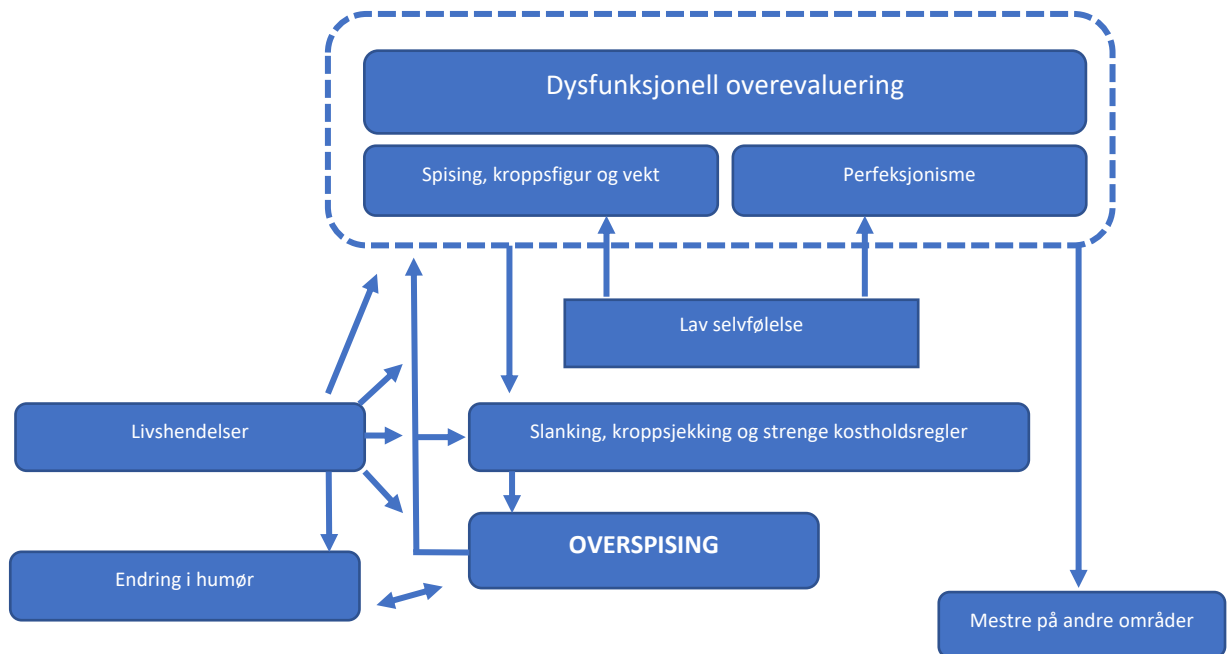 Dysfunksjonell overevaluering
Spising, kroppsfigur og vekt
Perfeksjonisme
Lav selvfølelse
Livshendelser
Slanking, kroppsjekking og strenge kostholdsregler
OVERSPISING
Endring i humør
Mestre på andre områder